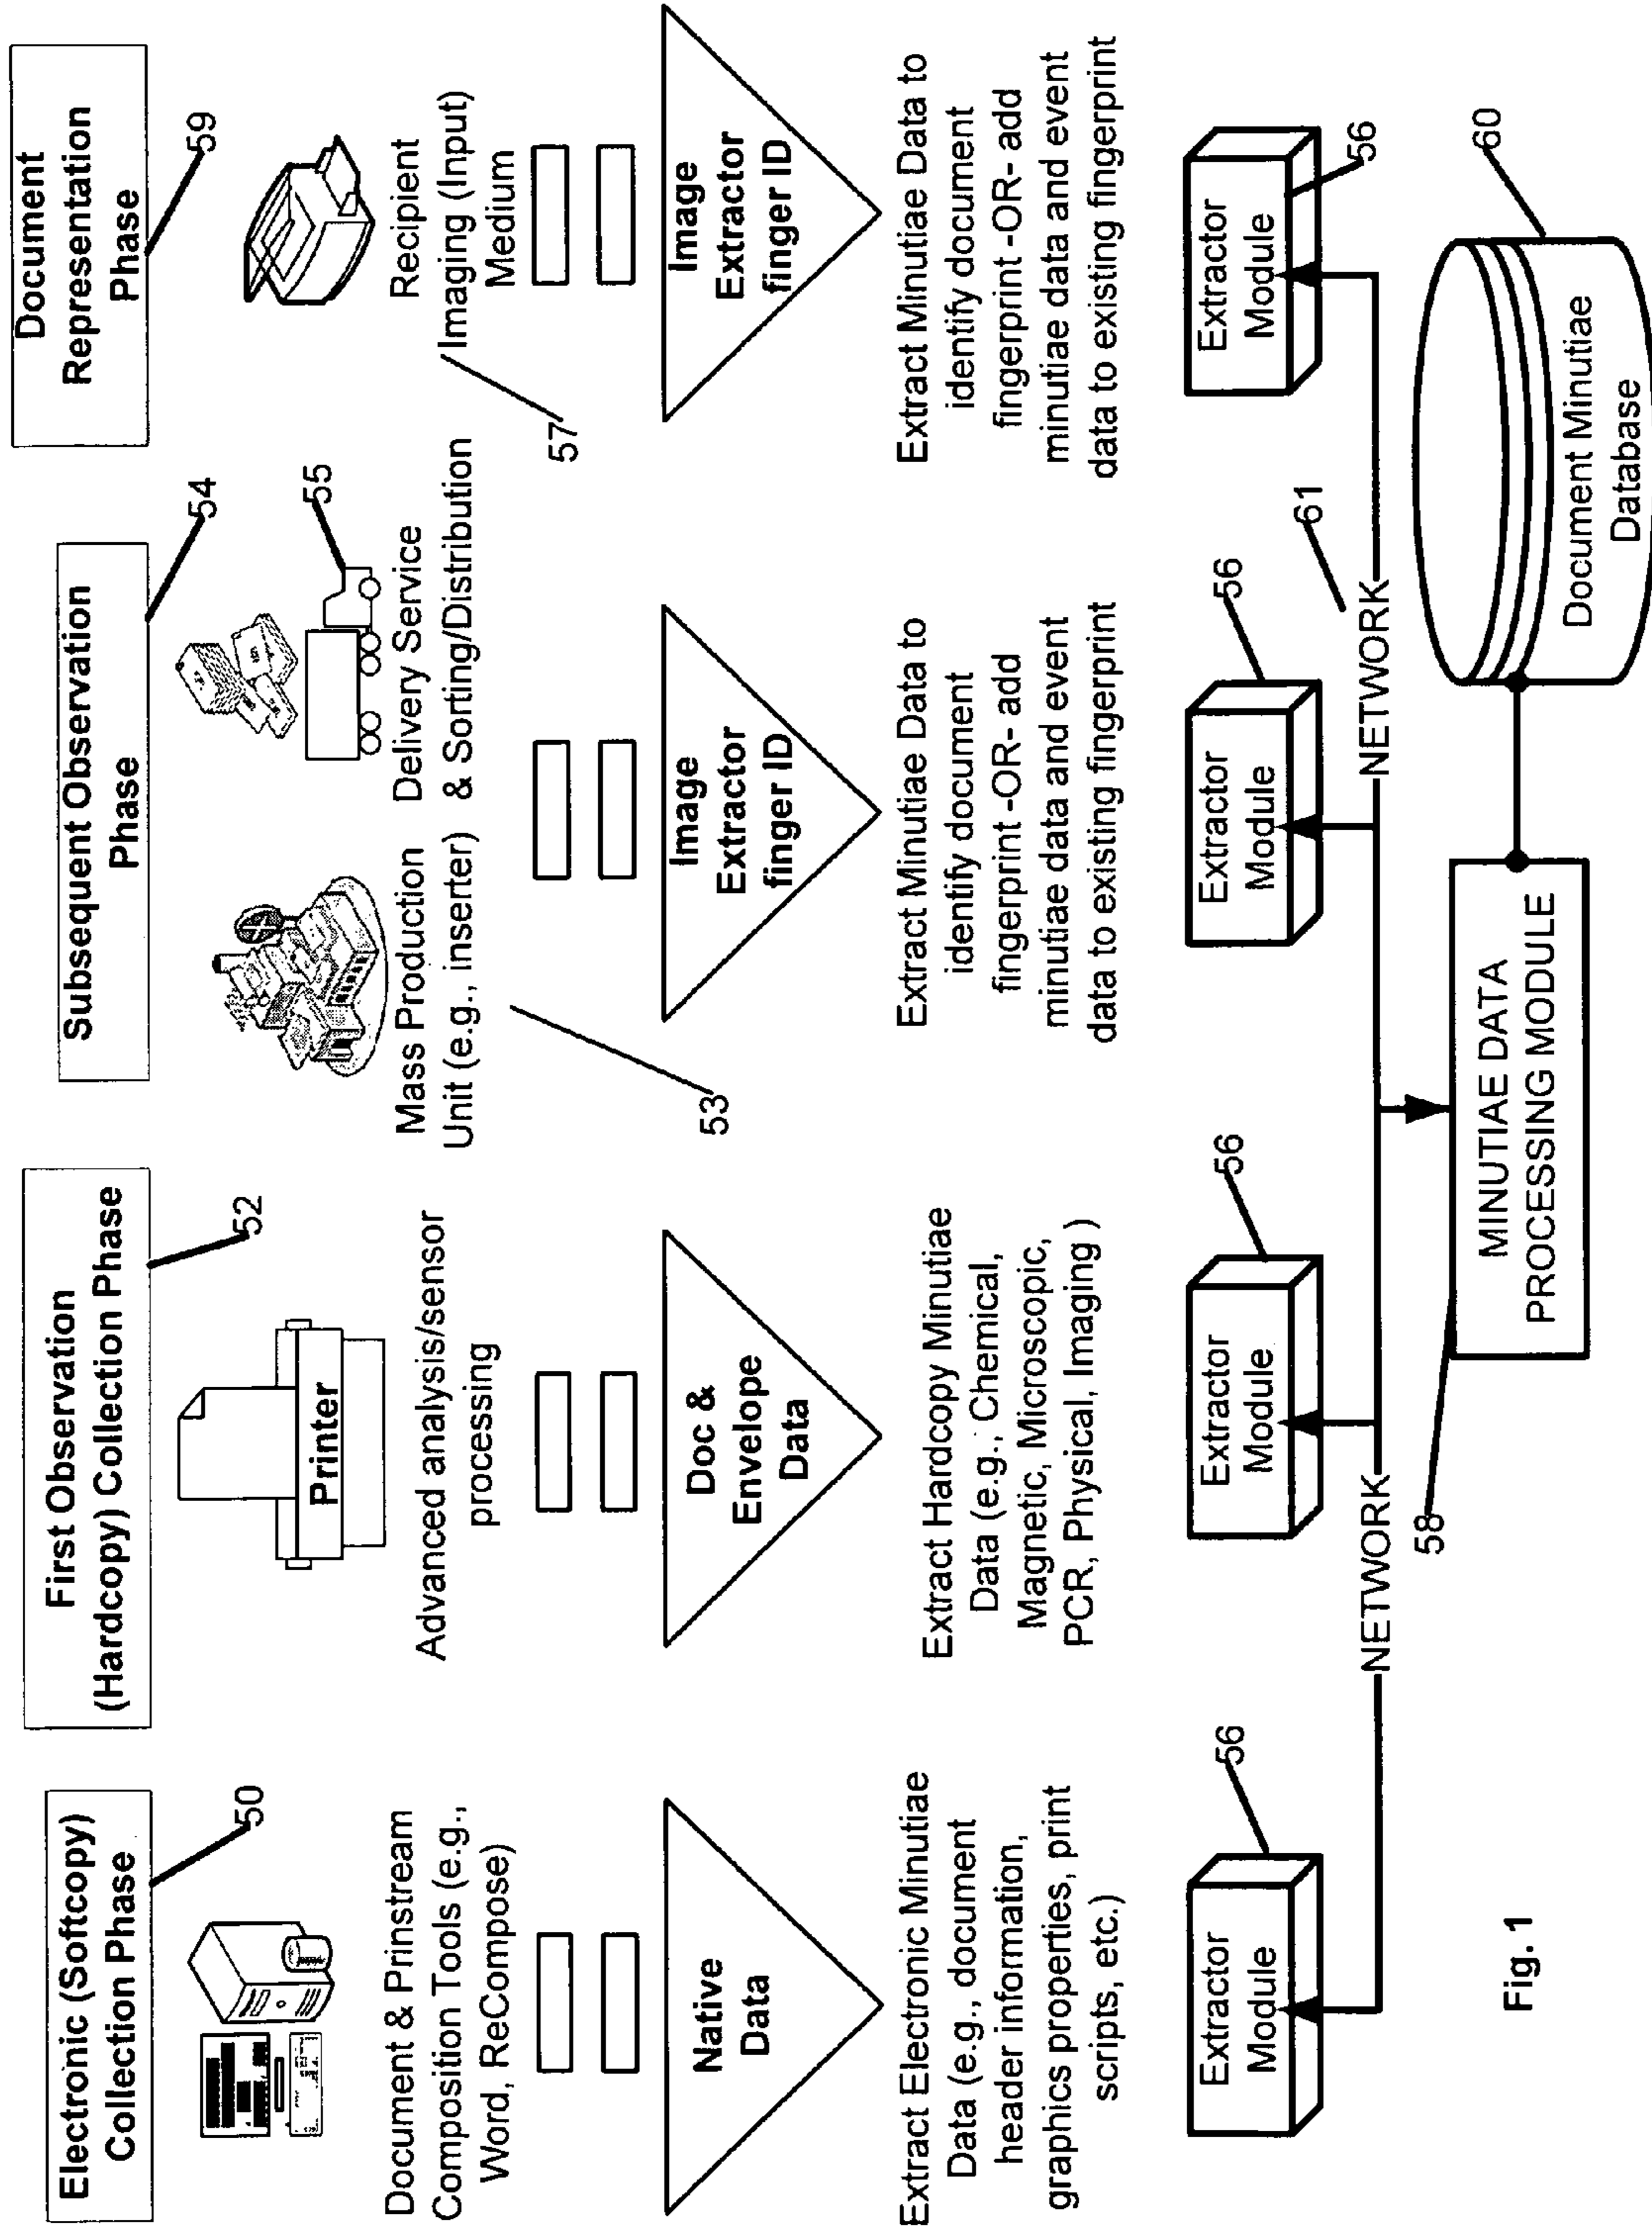 Electronic (Softcopy)
Collection Phase
50
Document & Prinstream
Composition Tools (e.g.,
Word, ReCompose)
Native
Data
Extract Electronic Minutiae
Data (e.g., document
header information,
graphics properties, print
scripts, etc.)
Extractor
Module
56
First Observation
(Hardcopy) Collection Phase
52
Printer
Advanced analysis/sensor
processing
Doc &
Envelope
Data
Extract Hardcopy Minutiae
Data (e.g., Chemical,
Magnetic, Microscopic,
PCR, Physical, Imaging )
Extractor
Module
56
Subsequent Observation
Phase
54
55
Mass Production
Unit (e.g., inserter)
53
Delivery Service
& Sorting/Distribution
Image
Extractor
finger ID
Extract Minutiae Data to
identify document
fingerprint -OR- add
minutiae data and event
data to existing fingerprint
Extractor
Module
56
Document
Representation
Phase
59
Recipient
Imaging (Input)
Medium
57
Image
Extractor
finger ID
Extract Minutiae Data to
identify document
fingerprint -OR- add
minutiae data and event
data to existing fingerprint
Extractor
Module
56
NETWORK
NETWORK
61
58
MINUTIAE DATA
PROCESSING MODULE
Document Minutiae
Database
60
Fig. 1